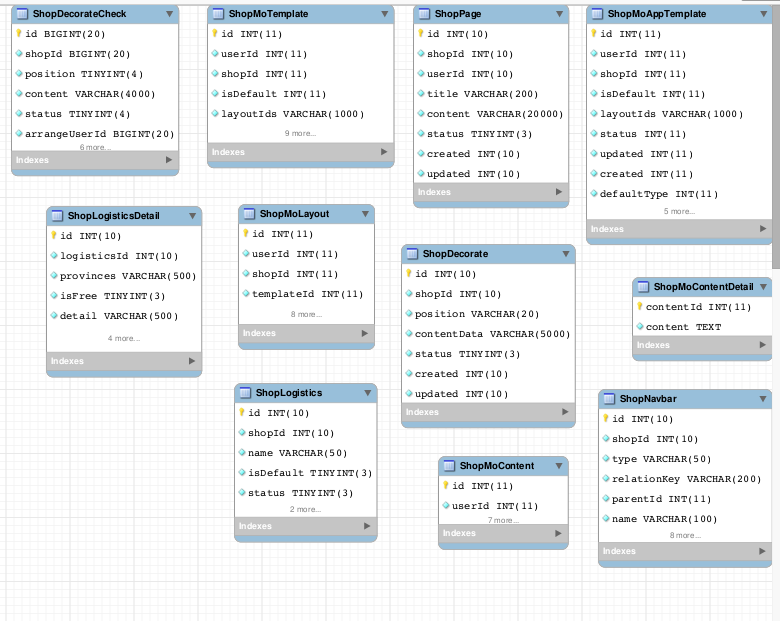 ShopDecorateCheck
id BIGINT(20)
shopId BIGINT(20)
position TINYINT(4)
content VARCHAR(4000)
status TINYINT(4)
arrangeUserId BIGINT(20)
6 more...
Indexes
ShopMoTemplate
id INT(11)
userId INT(11)
shopId INT(11)
isDefault INT(11)
layoutIds VARCHAR(1000)
9 more...
Indexes
ShopPage
id INT(10)
shopId INT(10)
userId INT(10)
title VARCHAR(200)
content VARCHAR(20000)
status TINYINT(3)
created INT(10)
updated INT(10)
Indexes
ShopMoAppTemplate
id INT(11)
userId INT(11)
shopId INT(11)
isDefault INT(11)
layoutIds VARCHAR(1000)
status INT(11)
updated INT(11)
created INT(11)
defaultType INT(11)
5 more...
Indexes
ShopLogisticsDetail
id INT(10)
logisticsId INT(10)
provinces VARCHAR(500)
isFree TINYINT(3)
detail VARCHAR(500)
4 more...
Indexes
ShopMoLayout
id INT(11)
userId INT(11)
shopId INT(11)
templateId INT(11)
8 more...
Indexes
ShopDecorate
id INT(10)
shopId INT(10)
position VARCHAR(20)
contentData VARCHAR(5000)
status TINYINT(3)
created INT(10)
updated INT(10)
Indexes
ShopMoContentDetail
contentId INT(11)
content TEXT
Indexes
ShopLogistics
id INT(10)
shopId INT(10)
name VARCHAR(50)
isDefault TINYINT(3)
status TINYINT(3)
2 more...
Indexes
ShopMoContent
id INT(11)
userId INT(11)
7 more...
Indexes
ShopNavbar
id INT(10)
shopId INT(10)
type VARCHAR(50)
relationKey VARCHAR(200)
parentId INT(11)
name VARCHAR(100)
8 more...
Indexes